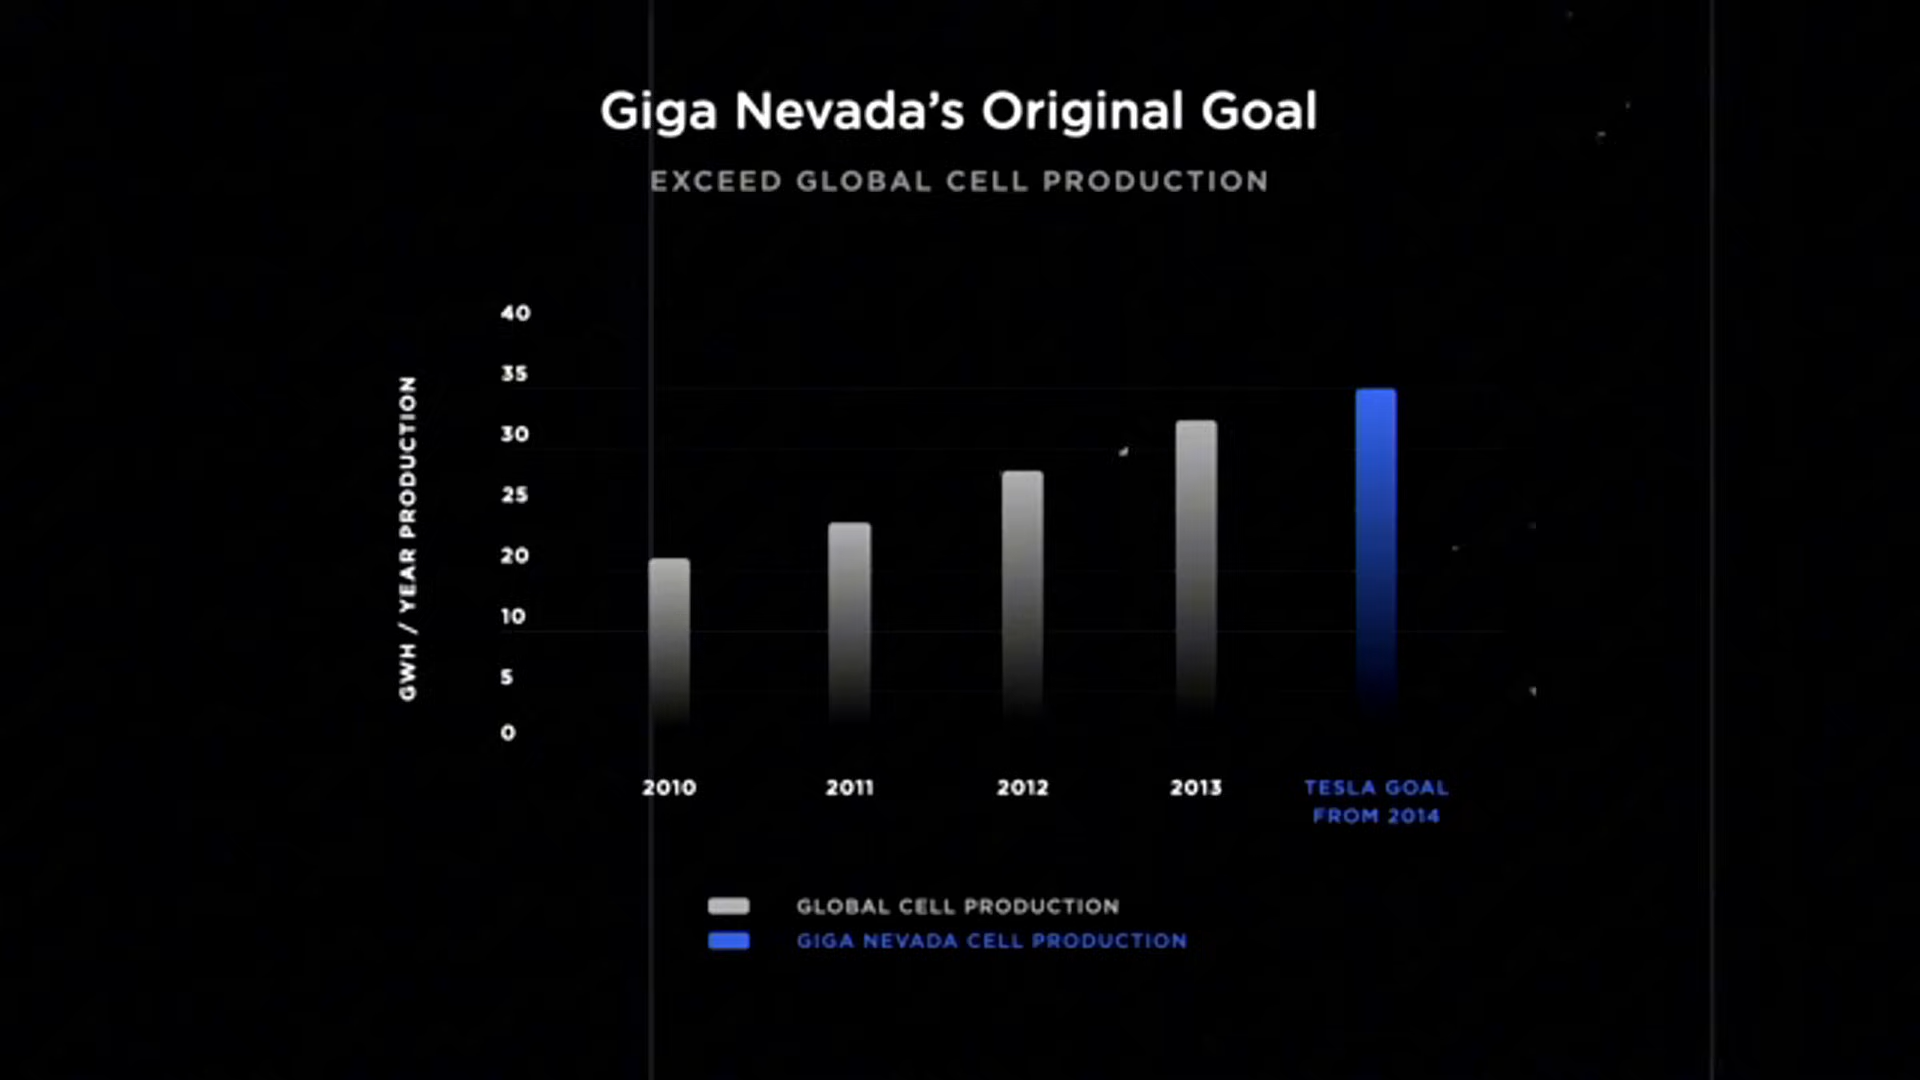 Giga Nevada's Original Goal
EXCEED GLOBAL CELL PRODUCTION
GWH / YEAR PRODUCTION
40
35
30
25
20
10
5
0
2010
2011
2012
2013
TESLA GOAL
FROM 2014
GLOBAL CELL PRODUCTION
GIGA NEVADA CELL PRODUCTION